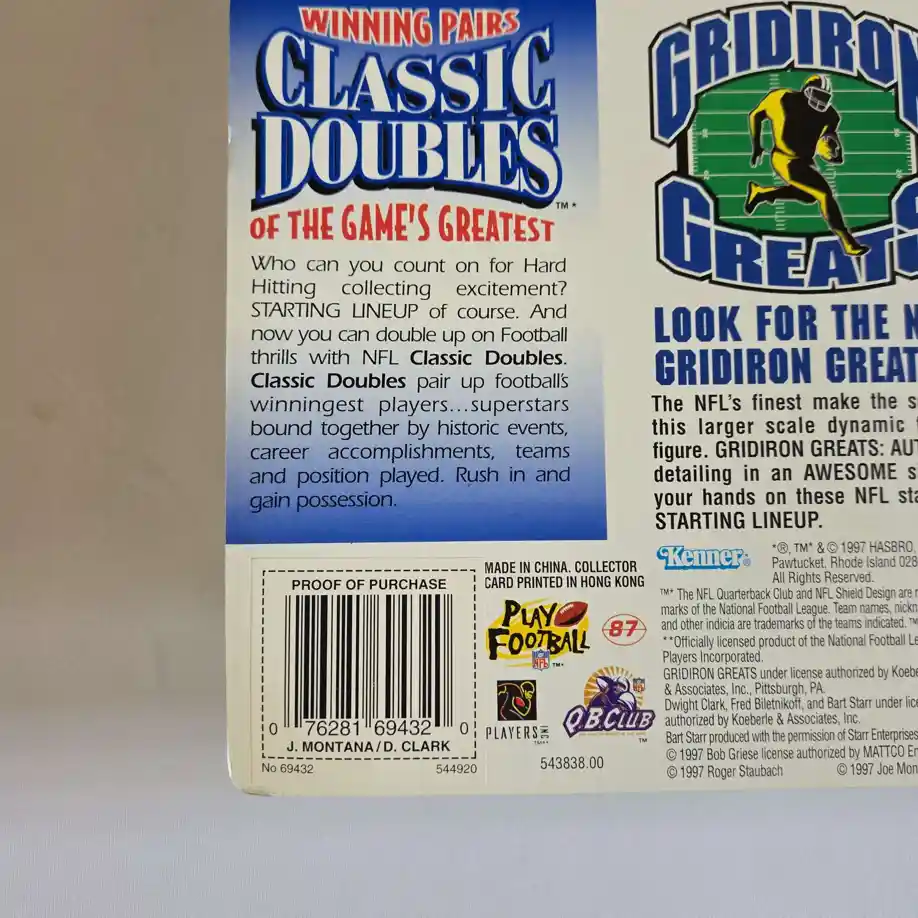 WINNING PAIRS
CLASSIC
DOUBLES
TM*
OF THE GAME'S GREATEST
Who can you count on for Hard
Hitting collecting excitement?
STARTING LINEUP of course. And
now you can double up on Football
thrills with NFL Classic Doubles.
Classic Doubles pair up football's
winningest players...superstars
bound together by historic events,
career accomplishments, teams
and position played. Rush in and
gain possession.
PROOF OF PURCHASE
0 76281 69432 0
J. MONTANA/D. CLARK
No 69432 544920
MADE IN CHINA. COLLECTOR
CARD PRINTED IN HONG KONG
PLAY
FOOTBALL
NFL
TM*
87
PLAYERS INC
TM**
NFL
Q.B. CLUB
TM
543838.00
GRIDIRON
GREATS
LOOK FOR THE
GRIDIRON GREAT
The NFL's finest make the
this larger scale dynamic
figure. GRIDIRON GREATS:
detailing in an AWESOME
your hands on these NFL
STARTING LINEUP.
Kenner®
*®, TM* & © 1997 HASBRO,
Pawtucket, Rhode Island 028
All Rights Reserved.
TM* The NFL Quarterback Club and NFL Shield Design are
marks of the National Football League. Team names,
and other indicia are trademarks of the teams indicated.
**Officially licensed product of the National Football
Players Incorporated.
GRIDIRON GREATS under license authorized by
& Associates, Inc., Pittsburgh, PA.
Dwight Clark, Fred Biletnikoff, and Bart Starr under
authorized by Koeberle & Associates, Inc.
Bart Starr produced with the permission of Starr Enterprises
© 1997 Bob Griese license authorized by MATTCO
© 1997 Roger Staubach © 1997 Joe Mon